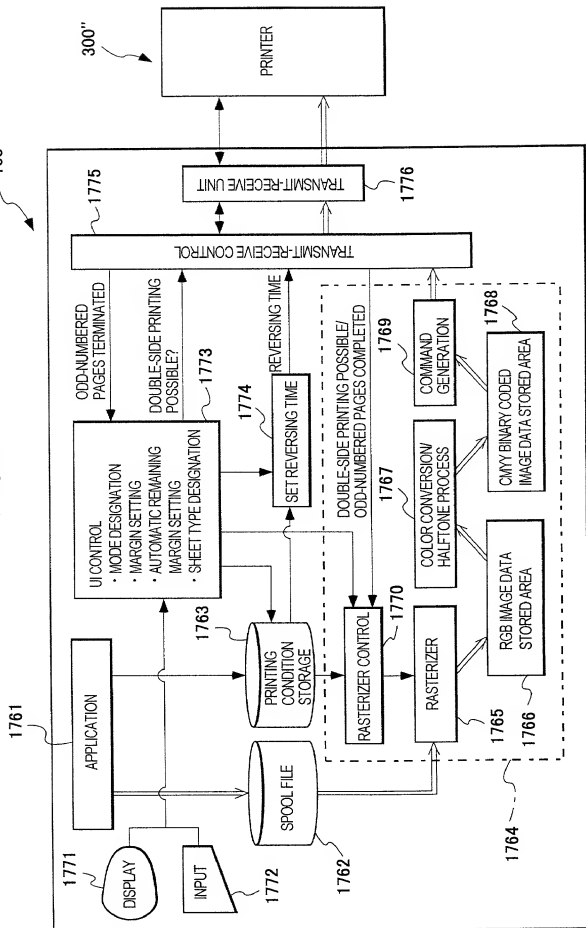 300"
PRINTER
1775
TRANSMIT-RECEIVE CONTROL
TRANSMIT-RECEIVE UNIT
1776
ODD-NUMBERED
PAGES TERMINATED
DOUBLE-SIDE PRINTING
POSSIBLE?
1773
UI CONTROL
· MODE DESIGNATION
· MARGIN SETTING
· AUTOMATIC REMAINING
MARGIN SETTING
· SHEET TYPE DESIGNATION
1774
SET REVERSING TIME
REVERSING TIME
1761
APPLICATION
1771
DISPLAY
INPUT
1772
1763
PRINTING
CONDITION
STORAGE
SPOOL FILE
1762
DOUBLE-SIDE PRINTING POSSIBLE/
ODD-NUMBERED PAGES COMPLETED
1770
RASTERIZER CONTROL
RASTERIZER
1765
RGB IMAGE DATA
STORED AREA
1766
1767
COLOR CONVERSION/
HALFTONE PROCESS
CMYY BINARY CODED
IMAGE DATA STORED AREA
1768
1769
COMMAND
GENERATION
1764